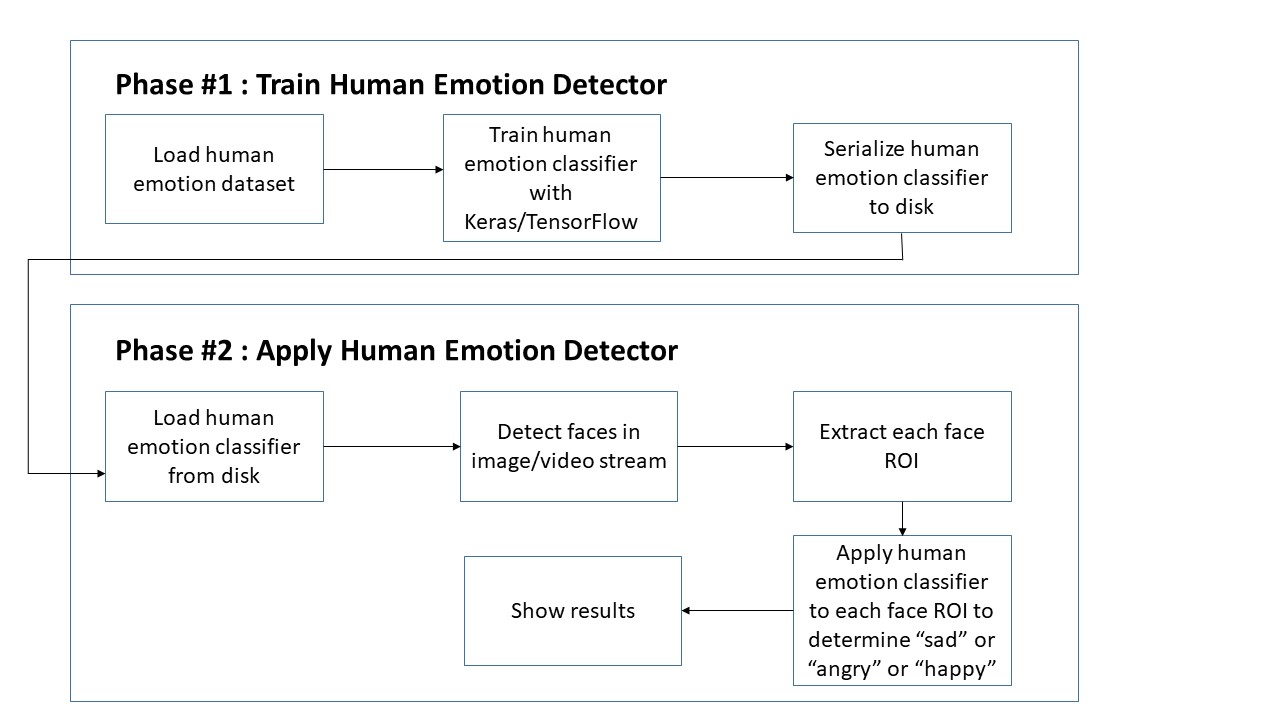 Phase #1 : Train Human Emotion Detector
Load human
emotion dataset
Train human
emotion classifier
with
Keras/TensorFlow
Serialize human
emotion classifier
to disk
Phase #2 : Apply Human Emotion Detector
Load human
emotion classifier
from disk
Detect faces in
image/video stream
Extract each face
ROI
Apply human
emotion classifier
to each face ROI to
determine “sad” or
“angry” or “happy”
Show results